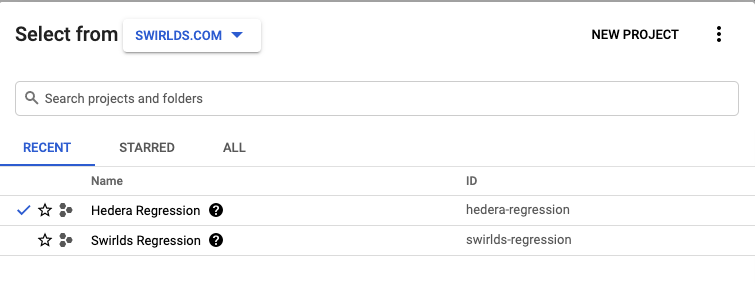 Select from SWIRLDS.COM NEW PROJECT
Search projects and folders
RECENT STARRED ALL
Name ID
Hedera Regression hedera-regression
Swirlds Regression swirlds-regression